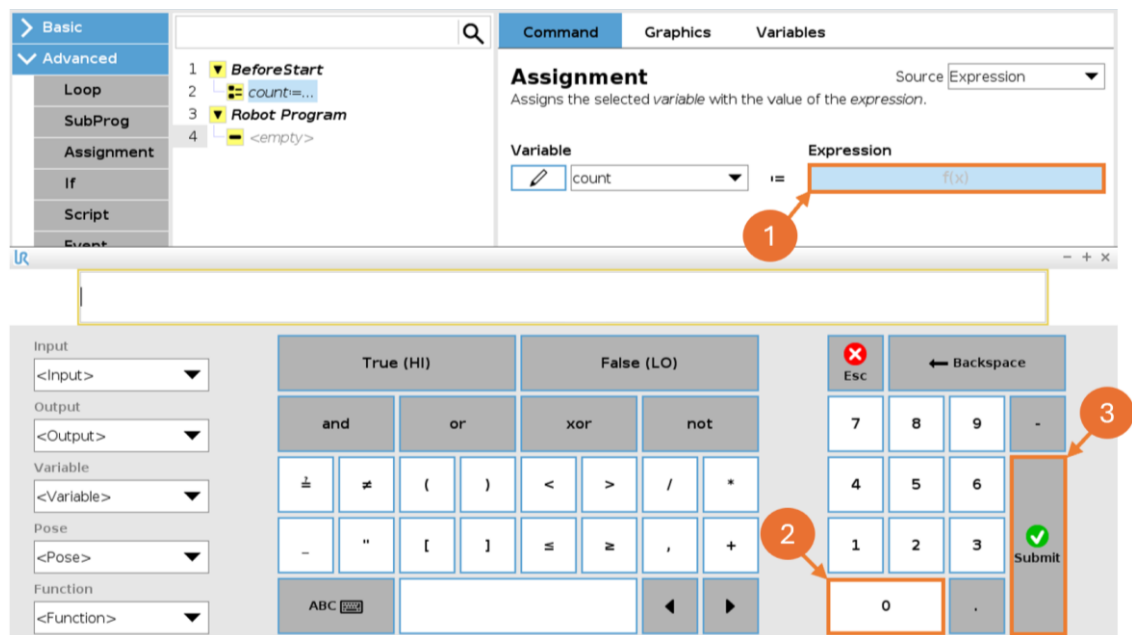 Basic
Advanced
Loop
SubProg
Assignment
If
Script
Event
1 BeforeStart
2 count:=...
3 Robot Program
4 <empty>
Command Graphics Variables
Assignment
Source Expression
Assigns the selected variable with the value of the expression.
Variable Expression
count := f(x)
1
- + ×
Input
<Input>
Output
<Output>
Variable
<Variable>
Pose
<Pose>
Function
<Function>
True (HI) False (LO)
and or xor not
≟ ≠ ( ) < > / *
_ " [ ] ≤ ≥ , +
ABC
Esc Backspace
7 8 9 -
4 5 6
1 2 3 Submit
0 .
2
3